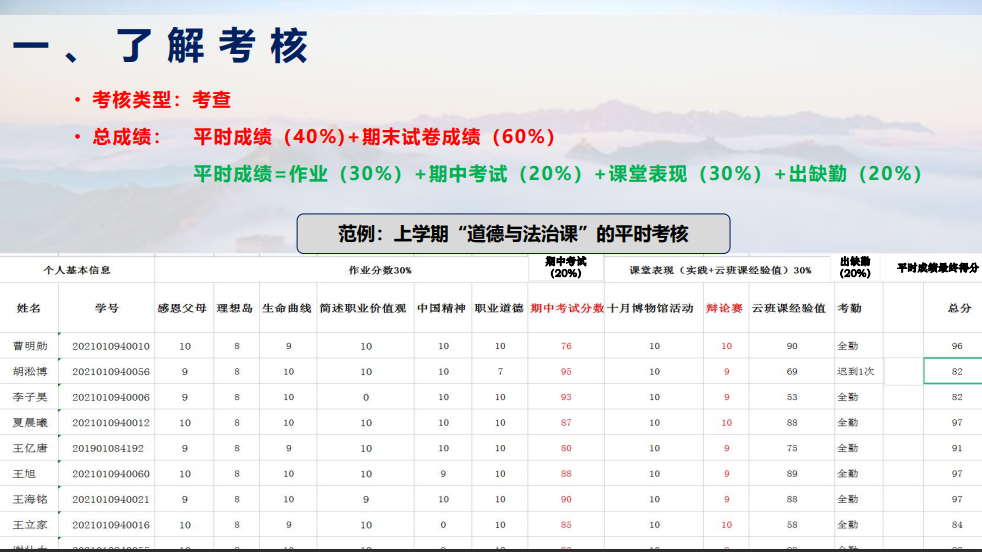 一、了解考核
• 考核类型：考查
• 总成绩： 平时成绩（40%)+期末试卷成绩（60%）
平时成绩=作业（30%）+期中考试（20%）+课堂表现（30%）+出缺勤（20%）
范例：上学期“道德与法治课”的平时考核
个人基本信息 作业分数30% 期中考试(20%) 课堂表现（实践+云班课经验值）30% 出缺勤(20%) 平时成绩最终得分
姓名 学号 感恩父母 理想岛 生命曲线 简述职业价值观 中国精神 职业道德 期中考试分数 十月博物馆活动 辩论赛 云班课经验值 考勤 总分
曹明勋 2021010940010 10 8 9 10 10 10 76 10 10 90 全勤 96
胡淞博 2021010940056 9 8 10 10 10 7 95 10 9 69 迟到1次 82
李子昊 2021010940006 9 8 10 0 10 10 93 10 9 53 全勤 82
夏晨曦 2021010940012 10 8 10 10 10 10 87 10 10 88 全勤 97
王亿唐 201901084192 9 8 9 10 10 10 80 10 9 75 全勤 91
王旭 2021010940060 10 8 10 10 9 10 88 10 9 89 全勤 97
王海铭 2021010940021 9 8 10 9 10 10 90 10 9 88 全勤 97
王立家 2021010940016 10 8 9 10 0 10 85 10 10 58 全勤 84